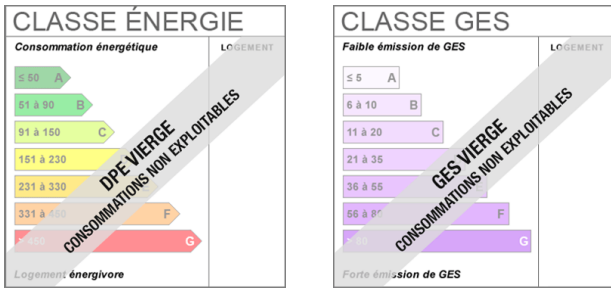 CLASSE ÉNERGIE
Consommation énergétique
LOGEMENT
≤ 50 A
51 à 90 B
91 à 150 C
151 à 230
231 à 330
331 à 450 F
> 450 G
Logement énergivore
DPE VIERGE
CONSOMMATIONS NON EXPLOITABLES
CLASSE GES
Faible émission de GES
LOGEMENT
≤ 5 A
6 à 10 B
11 à 20 C
21 à 35
36 à 55 E
56 à 80 F
> 80 G
Forte émission de GES
GES VIERGE
CONSOMMATIONS NON EXPLOITABLES